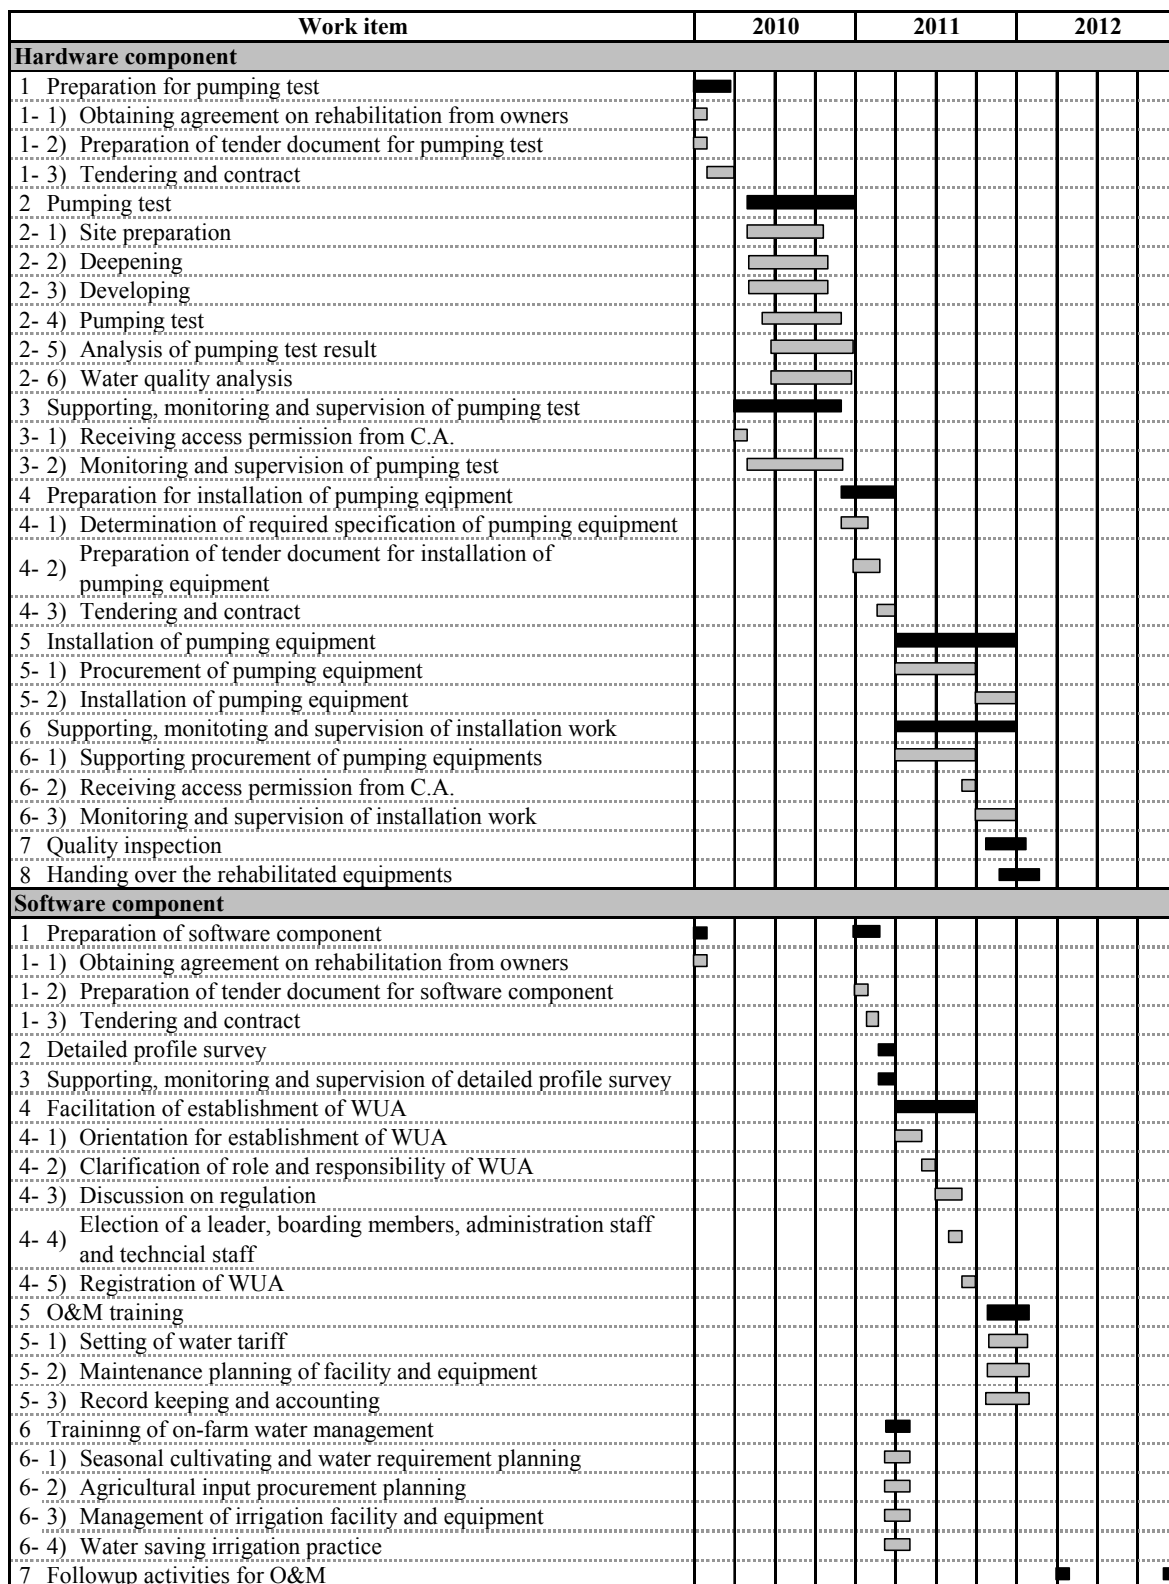 Work item 2010 2011 2012
Hardware component
1 Preparation for pumping test
1- 1) Obtaining agreement on rehabilitation from owners
1- 2) Preparation of tender document for pumping test
1- 3) Tendering and contract
2 Pumping test
2- 1) Site preparation
2- 2) Deepening
2- 3) Developing
2- 4) Pumping test
2- 5) Analysis of pumping test result
2- 6) Water quality analysis
3 Supporting, monitoring and supervision of pumping test
3- 1) Receiving access permission from C.A.
3- 2) Monitoring and supervision of pumping test
4 Preparation for installation of pumping eqipment
4- 1) Determination of required specification of pumping equipment
4- 2) Preparation of tender document for installation of
pumping equipment
4- 3) Tendering and contract
5 Installation of pumping equipment
5- 1) Procurement of pumping equipment
5- 2) Installation of pumping equipment
6 Supporting, monitoting and supervision of installation work
6- 1) Supporting procurement of pumping equipments
6- 2) Receiving access permission from C.A.
6- 3) Monitoring and supervision of installation work
7 Quality inspection
8 Handing over the rehabilitated equipments
Software component
1 Preparation of software component
1- 1) Obtaining agreement on rehabilitation from owners
1- 2) Preparation of tender document for software component
1- 3) Tendering and contract
2 Detailed profile survey
3 Supporting, monitoring and supervision of detailed profile survey
4 Facilitation of establishment of WUA
4- 1) Orientation for establishment of WUA
4- 2) Clarification of role and responsibility of WUA
4- 3) Discussion on regulation
4- 4) Election of a leader, boarding members, administration staff
and techncial staff
4- 5) Registration of WUA
5 O&M training
5- 1) Setting of water tariff
5- 2) Maintenance planning of facility and equipment
5- 3) Record keeping and accounting
6 Traininng of on-farm water management
6- 1) Seasonal cultivating and water requirement planning
6- 2) Agricultural input procurement planning
6- 3) Management of irrigation facility and equipment
6- 4) Water saving irrigation practice
7 Followup activities for O&M